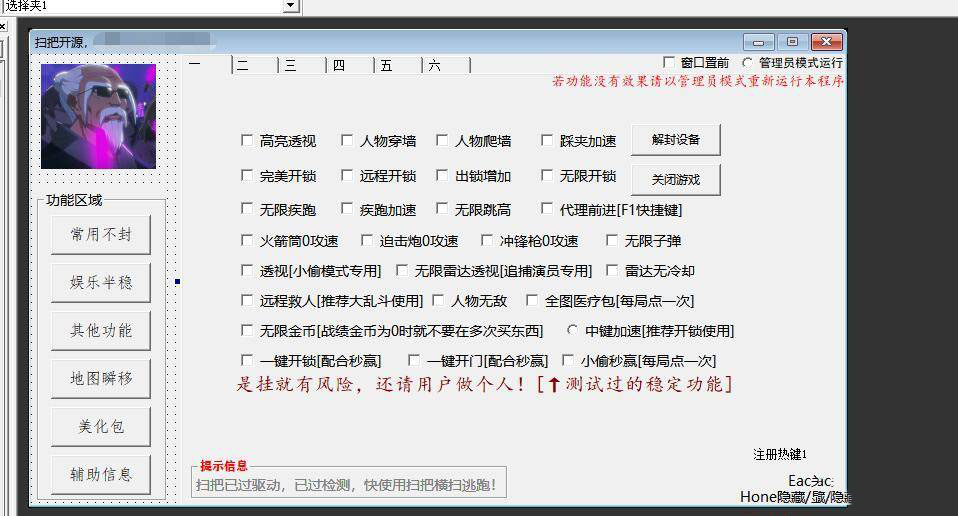 选择夹1
扫把开源,
一 二 三 四 五 六 窗口置前 管理员模式运行
若功能没有效果请以管理员模式重新运行本程序
功能区域
常用不封
娱乐半稳
其他功能
地图瞬移
美化包
辅助信息
高亮透视 人物穿墙 人物爬墙 踩夹加速 解封设备
完美开锁 远程开锁 出锁增加 无限开锁 关闭游戏
无限疾跑 疾跑加速 无限跳高 代理前进[F1快捷键]
火箭筒0攻速 迫击炮0攻速 冲锋枪0攻速 无限子弹
透视[小偷模式专用] 无限雷达透视[追捕演员专用] 雷达无冷却
远程救人[推荐大乱斗使用] 人物无敌 全图医疗包[每局点一次]
无限金币[战绩金币为0时就不要在多次买东西] 中键加速[推荐开锁使用]
一键开锁[配合秒赢] 一键开门[配合秒赢] 小偷秒赢[每局点一次]
是挂就有风险，还请用户做个人！[↑测试过的稳定功能]
注册热键1
提示信息
扫把已过驱动，已过检测，快使用扫把横扫逃跑！
Hone隐藏/显/隐藏